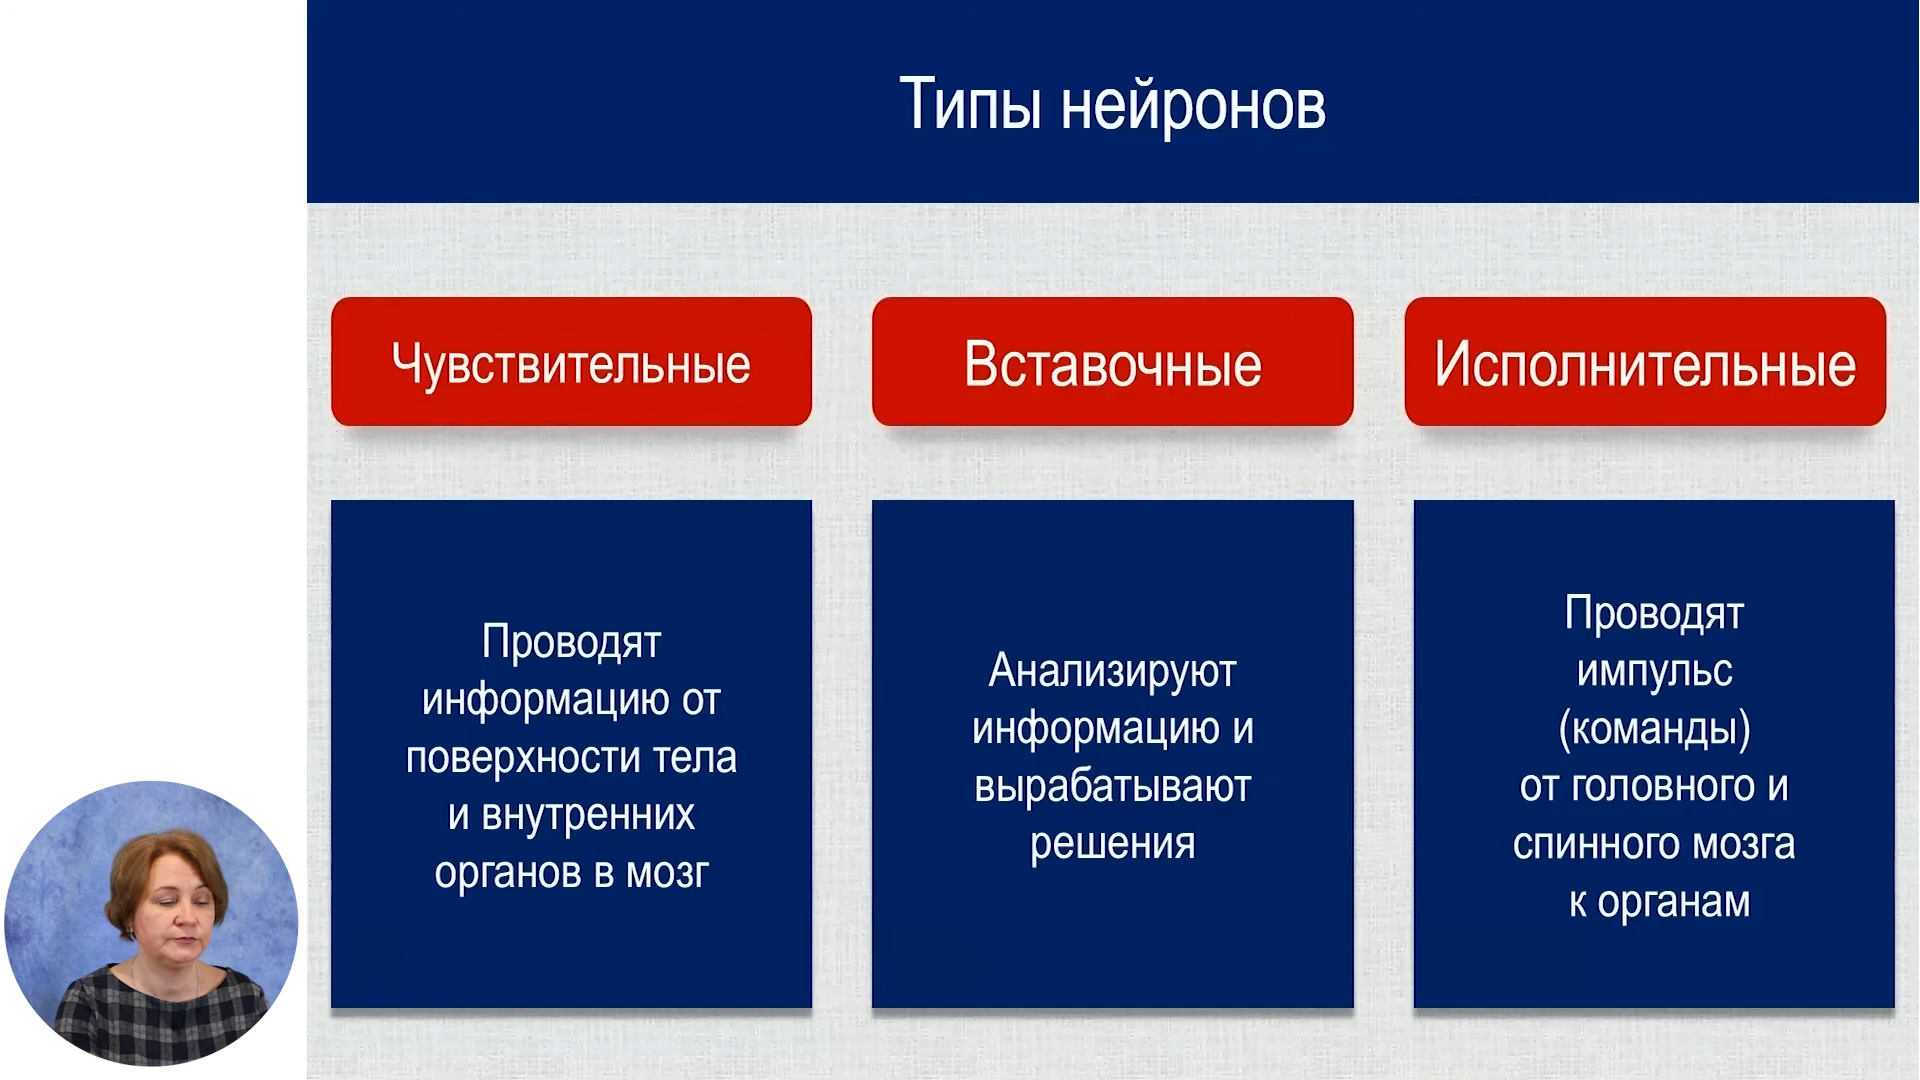 Типы нейронов
Чувствительные
Вставочные
Исполнительные
Проводят
информацию от
поверхности тела
и внутренних
органов в мозг
Анализируют
информацию и
вырабатывают
решения
Проводят
импульс
(команды)
от головного и
спинного мозга
к органам